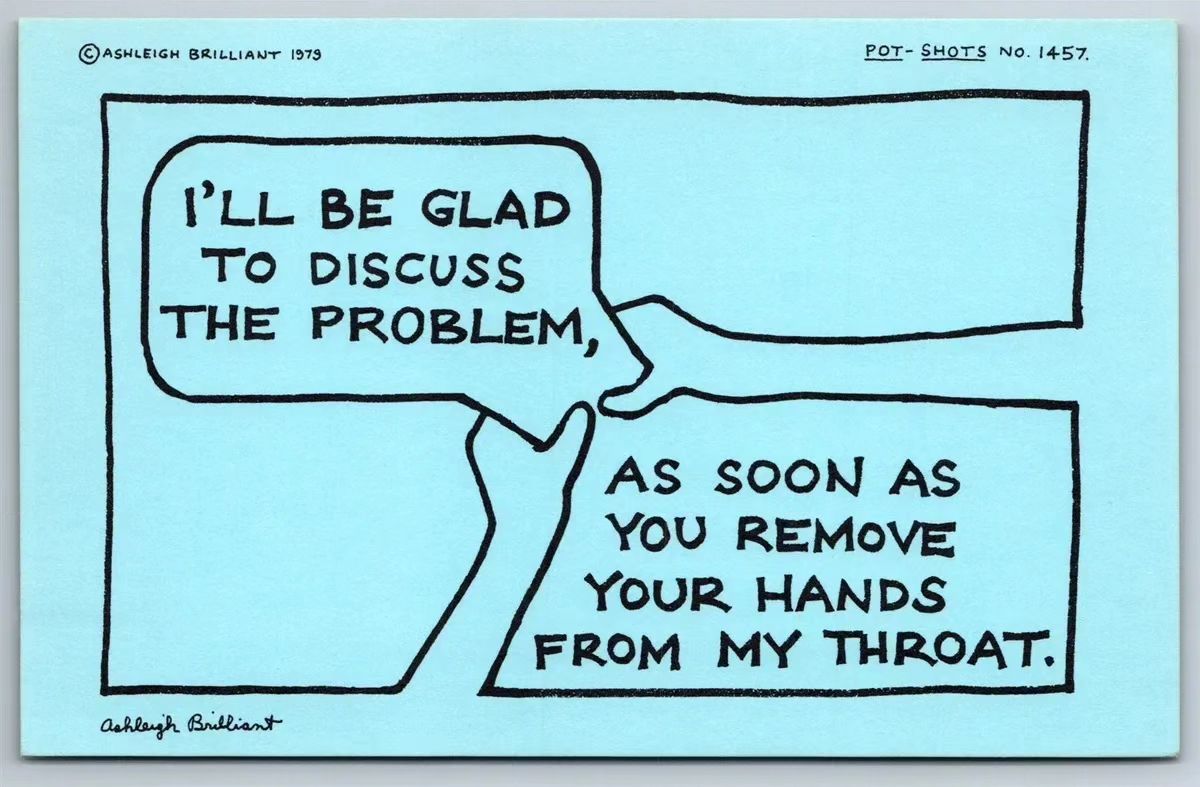 © ASHLEIGH BRILLIANT 1979
POT-SHOTS NO. 1457.
I'LL BE GLAD
TO DISCUSS
THE PROBLEM,
AS SOON AS
YOU REMOVE
YOUR HANDS
FROM MY THROAT.
Ashleigh Brilliant